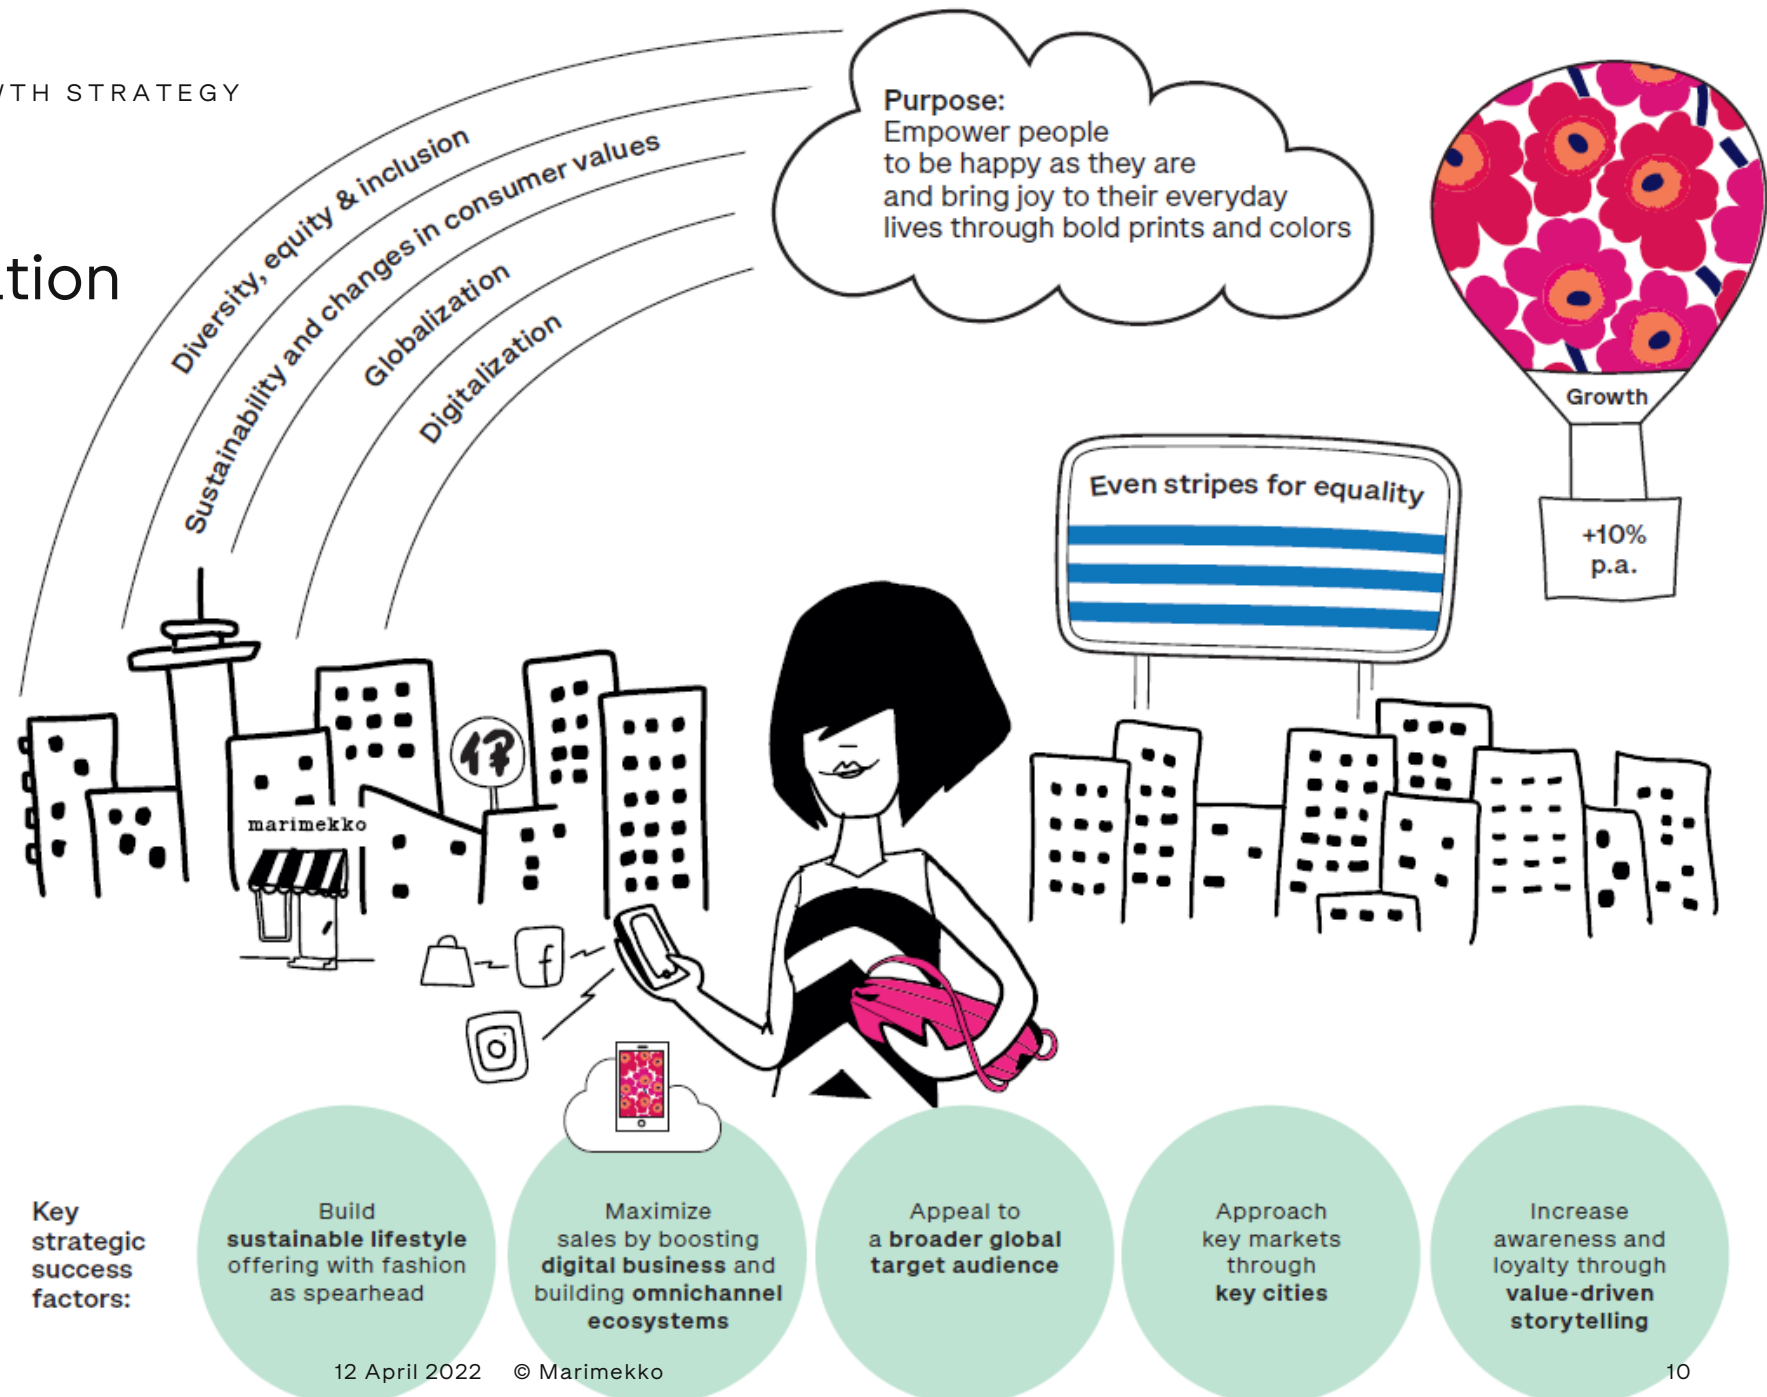 WTH STRATEGY
ation
Diversity, equity & inclusion
Sustainability and changes in consumer values
Globalization
Digitalization
Purpose:
Empower people
to be happy as they are
and bring joy to their everyday
lives through bold prints and colors
Growth
+10%
p.a.
Even stripes for equality
marimekko
Key
strategic
success
factors:
Build
sustainable lifestyle
offering with fashion
as spearhead
Maximize
sales by boosting
digital business and
building omnichannel
ecosystems
Appeal to
a broader global
target audience
Approach
key markets
through
key cities
Increase
awareness and
loyalty through
value-driven
storytelling
12 April 2022 © Marimekko
10